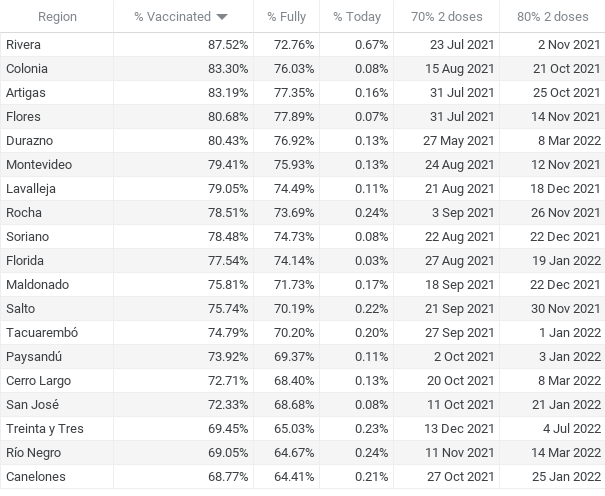 Region % Vaccinated % Fully % Today 70% 2 doses 80% 2 doses
Rivera 87.52% 72.76% 0.67% 23 Jul 2021 2 Nov 2021
Colonia 83.30% 76.03% 0.08% 15 Aug 2021 21 Oct 2021
Artigas 83.19% 77.35% 0.16% 31 Jul 2021 25 Oct 2021
Flores 80.68% 77.89% 0.07% 31 Jul 2021 14 Nov 2021
Durazno 80.43% 76.92% 0.13% 27 May 2021 8 Mar 2022
Montevideo 79.41% 75.93% 0.13% 24 Aug 2021 12 Nov 2021
Lavalleja 79.05% 74.49% 0.11% 21 Aug 2021 18 Dec 2021
Rocha 78.51% 73.69% 0.24% 3 Sep 2021 26 Nov 2021
Soriano 78.48% 74.73% 0.08% 22 Aug 2021 22 Dec 2021
Florida 77.54% 74.14% 0.03% 27 Aug 2021 19 Jan 2022
Maldonado 75.81% 71.73% 0.17% 18 Sep 2021 22 Dec 2021
Salto 75.74% 70.19% 0.22% 21 Sep 2021 30 Nov 2021
Tacuarembó 74.79% 70.20% 0.20% 27 Sep 2021 1 Jan 2022
Paysandú 73.92% 69.37% 0.11% 2 Oct 2021 3 Jan 2022
Cerro Largo 72.71% 68.40% 0.13% 20 Oct 2021 8 Mar 2022
San José 72.33% 68.68% 0.08% 11 Oct 2021 21 Jan 2022
Treinta y Tres 69.45% 65.03% 0.23% 13 Dec 2021 4 Jul 2022
Río Negro 69.05% 64.67% 0.24% 11 Nov 2021 14 Mar 2022
Canelones 68.77% 64.41% 0.21% 27 Oct 2021 25 Jan 2022